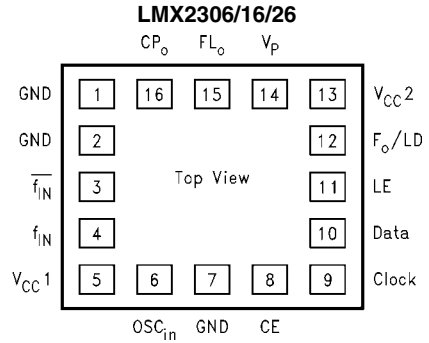 LMX2306/16/26
CPo FLo VP
GND 1 16 15 14 13 VCC2
GND 2 12 Fo/LD
f̅I̅N̅ 3 Top View 11 LE
fIN 4 10 Data
VCC1 5 6 7 8 9 Clock
OSCin GND CE